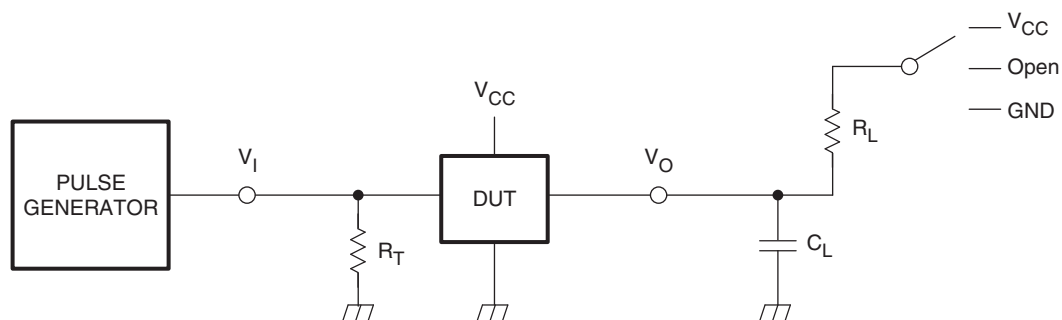 V_CC
Open
GND
R_L
V_CC
PULSE
GENERATOR
V_I
V_O
DUT
R_T
C_L